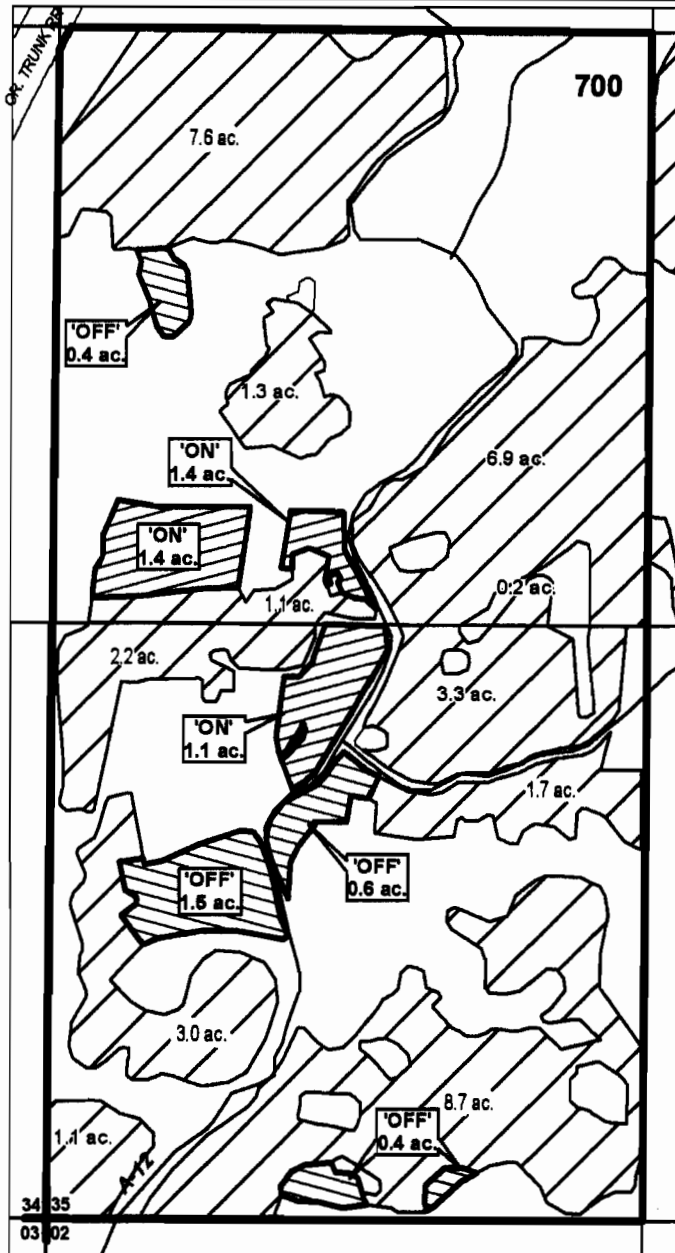 GR. TRUNK RD
700
7.6 ac.
'OFF'
0.4 ac.
1.3 ac.
'ON'
1.4 ac.
6.9 ac.
'ON'
1.4 ac.
1.1 ac.
0.2 ac.
2.2 ac.
3.3 ac.
'ON'
1.1 ac.
1.7 ac.
'OFF'
1.5 ac.
'OFF'
0.6 ac.
3.0 ac.
8.7 ac.
'OFF'
0.4 ac.
1.1 ac.
A-12
34 35
03 02